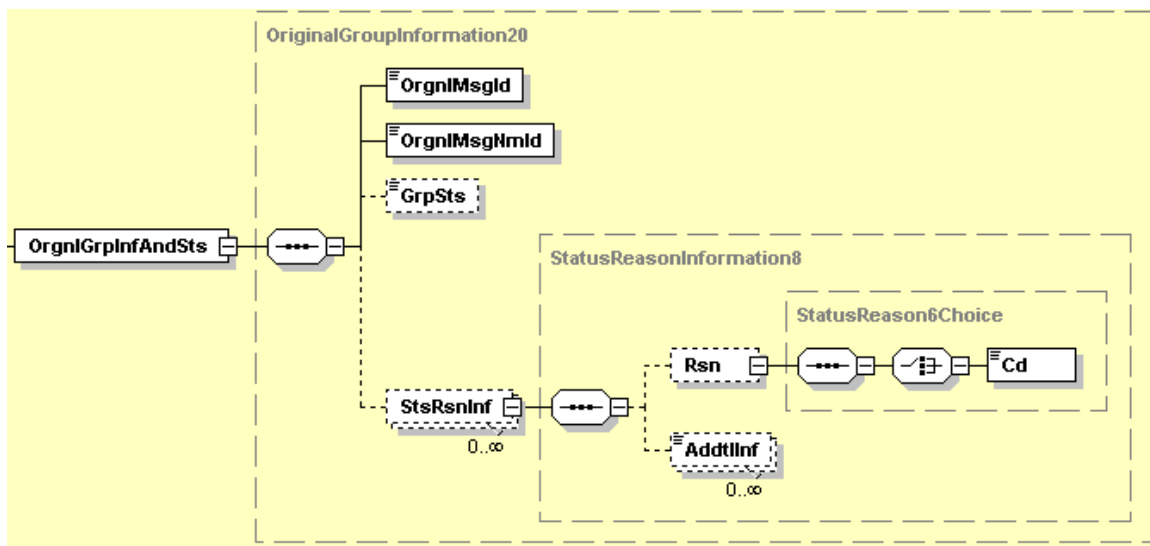 OriginalGroupInformation20
OrgnlMsgId
OrgnlMsgNmId
GrpSts
OrgnlGrpInfAndSts
StatusReasonInformation8
StatusReason6Choice
Rsn
Cd
StsRsnInf
0..∞
AddtlInf
0..∞